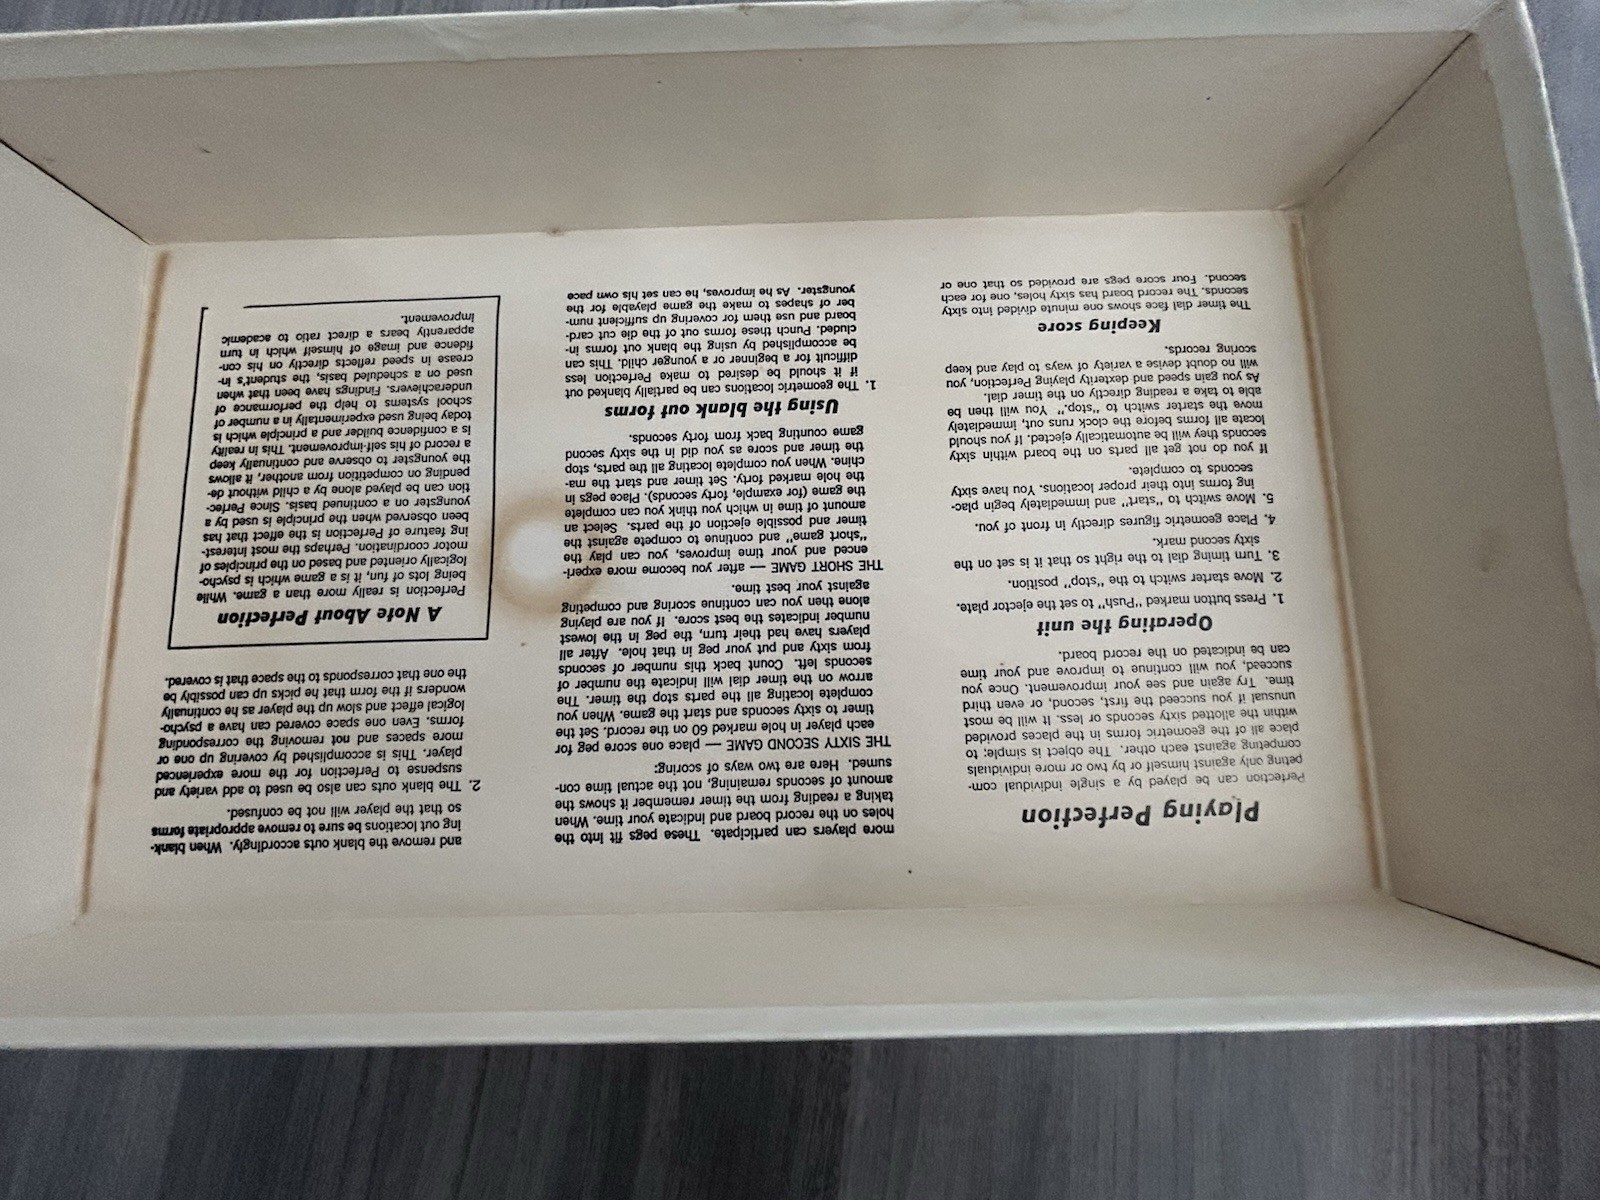 Playing Perfection
Perfection can be played by a single individual com-
peting only against himself or by two or more individuals
competing against each other. The object is simple; to
place all of the geometric forms in the places provided
within the allotted sixty seconds or less. It will be most
unusual if you succeed the first, second, or even third
time. Try again and see your improvement. Once you
succeed, you will continue to improve and your time
can be indicated on the record board.
Operating the unit
1. Press button marked "Push" to set the ejector plate.
2. Move starter switch to the "stop" position.
3. Turn timing dial to the right so that it is set on the
sixty second mark.
4. Place geometric figures directly in front of you.
5. Move switch to "start" and immediately begin plac-
ing forms into their proper locations. You have sixty
seconds to complete.
If you do not get all parts on the board within sixty
seconds they will be automatically ejected. If you should
locate all forms before the clock runs out, immediately
move the starter switch to "stop." You will then be
able to take a reading directly on the timer dial.
As you gain speed and dexterity playing Perfection, you
will no doubt devise a variety of ways to play and keep
scoring records.
Keeping score
The timer dial face shows one minute divided into sixty
seconds. The record board has sixty holes, one for each
second. Four score pegs are provided so that one or
more players can participate. These pegs fit into the
holes on the record board and indicate your time. When
taking a reading from the timer remember it shows the
amount of seconds remaining, not the actual time con-
sumed. Here are two ways of scoring:
THE SIXTY SECOND GAME — place one score peg for
each player in hole marked 60 on the record. Set the
timer to sixty seconds and start the game. When you
complete locating all the parts stop the timer. The
arrow on the timer dial will indicate the number of
seconds left. Count back this number of seconds
from sixty and put your peg in that hole. After all
players have had their turn, the peg in the lowest
number indicates the best score. If you are playing
alone then you can continue scoring and competing
against your best time.
THE SHORT GAME — after you become more experi-
enced and your time improves, you can play the
"short game" and continue to compete against the
timer and possible ejection of the parts. Select an
amount of time in which you think you can complete
the game (for example, forty seconds). Place pegs in
the hole marked forty. Set timer and start the ma-
chine. When you complete locating all the parts, stop
the timer and score as you did in the sixty second
game counting back from forty seconds.
Using the blank out forms
1. The geometric locations can be partially blanked out
if it should be desired to make Perfection less
difficult for a beginner or a younger child. This can
be accomplished by using the blank out forms in-
cluded. Punch these forms out of the die cut card-
board and use them for covering up sufficient num-
ber of shapes to make the game playable for the
youngster. As he improves, he can set his own pace
and remove the blank outs accordingly. When blank-
ing out locations be sure to remove appropriate forms
so that the player will not be confused.
2. The blank outs can also be used to add variety and
suspense to Perfection for the more experienced
player. This is accomplished by covering up one or
more spaces and not removing the corresponding
forms. Even one space covered can have a psycho-
logical effect and slow up the player as he continually
wonders if the form that he picks up can possibly be
the one that corresponds to the space that is covered.
A Note About Perfection
Perfection is really more than a game. While
being lots of fun, it is a game which is psycho-
logically oriented and based on the principles of
motor coordination. Perhaps the most interest-
ing feature of Perfection is the effect that has
been observed when the principle is used by a
youngster on a continued basis. Since Perfec-
tion can be played alone by a child without de-
pending on competition from another, it allows
the youngster to observe and continually keep
a record of his self-improvement. This in reality
is a confidence builder and a principle which is
today being used experimentally in a number of
school systems to help the performance of
underachievers. Findings have been that when
used on a scheduled basis, the student's in-
crease in speed reflects directly on his con-
fidence and image of himself which in turn
apparently bears a direct ratio to academic
improvement.